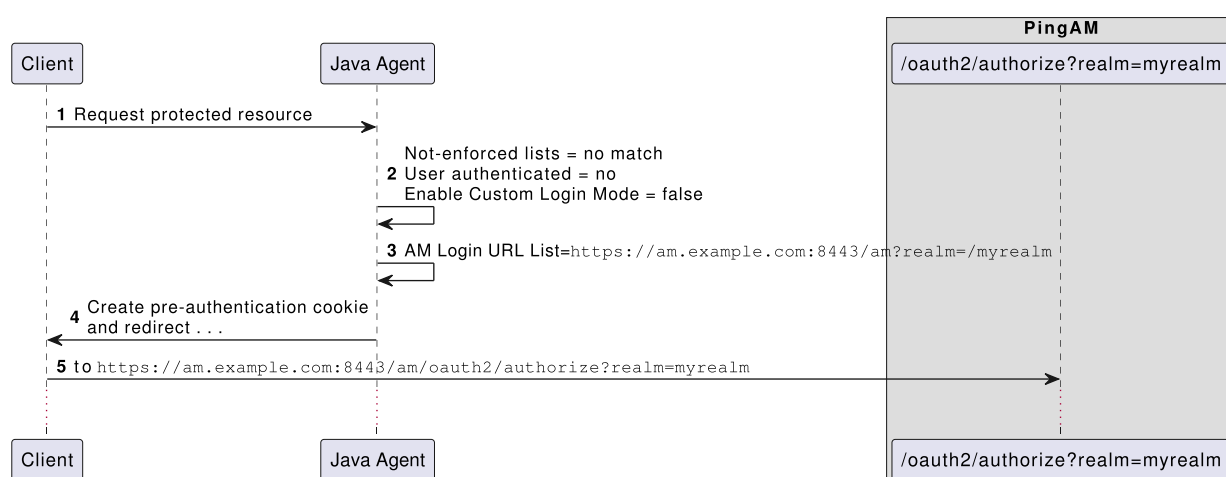 PingAM
Client
Java Agent
/oauth2/authorize?realm=myrealm
1 Request protected resource
Not-enforced lists = no match
2 User authenticated = no
Enable Custom Login Mode = false
3 AM Login URL List=https://am.example.com:8443/am?realm=/myrealm
Create pre-authentication cookie
4 and redirect . . .
5 to https://am.example.com:8443/am/oauth2/authorize?realm=myrealm
Client
Java Agent
/oauth2/authorize?realm=myrealm